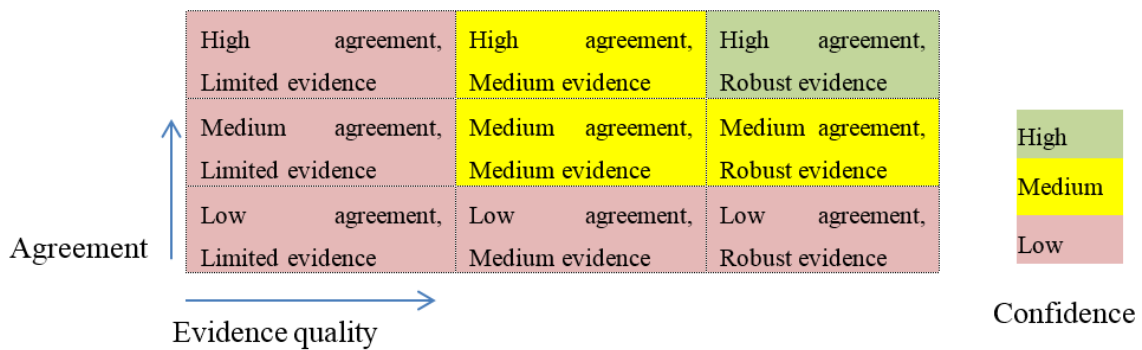 High agreement,
Limited evidence
High agreement,
Medium evidence
High agreement,
Robust evidence
Medium agreement,
Limited evidence
Medium agreement,
Medium evidence
Medium agreement,
Robust evidence
Low agreement,
Limited evidence
Low agreement,
Medium evidence
Low agreement,
Robust evidence
Agreement
Evidence quality
High
Medium
Low
Confidence